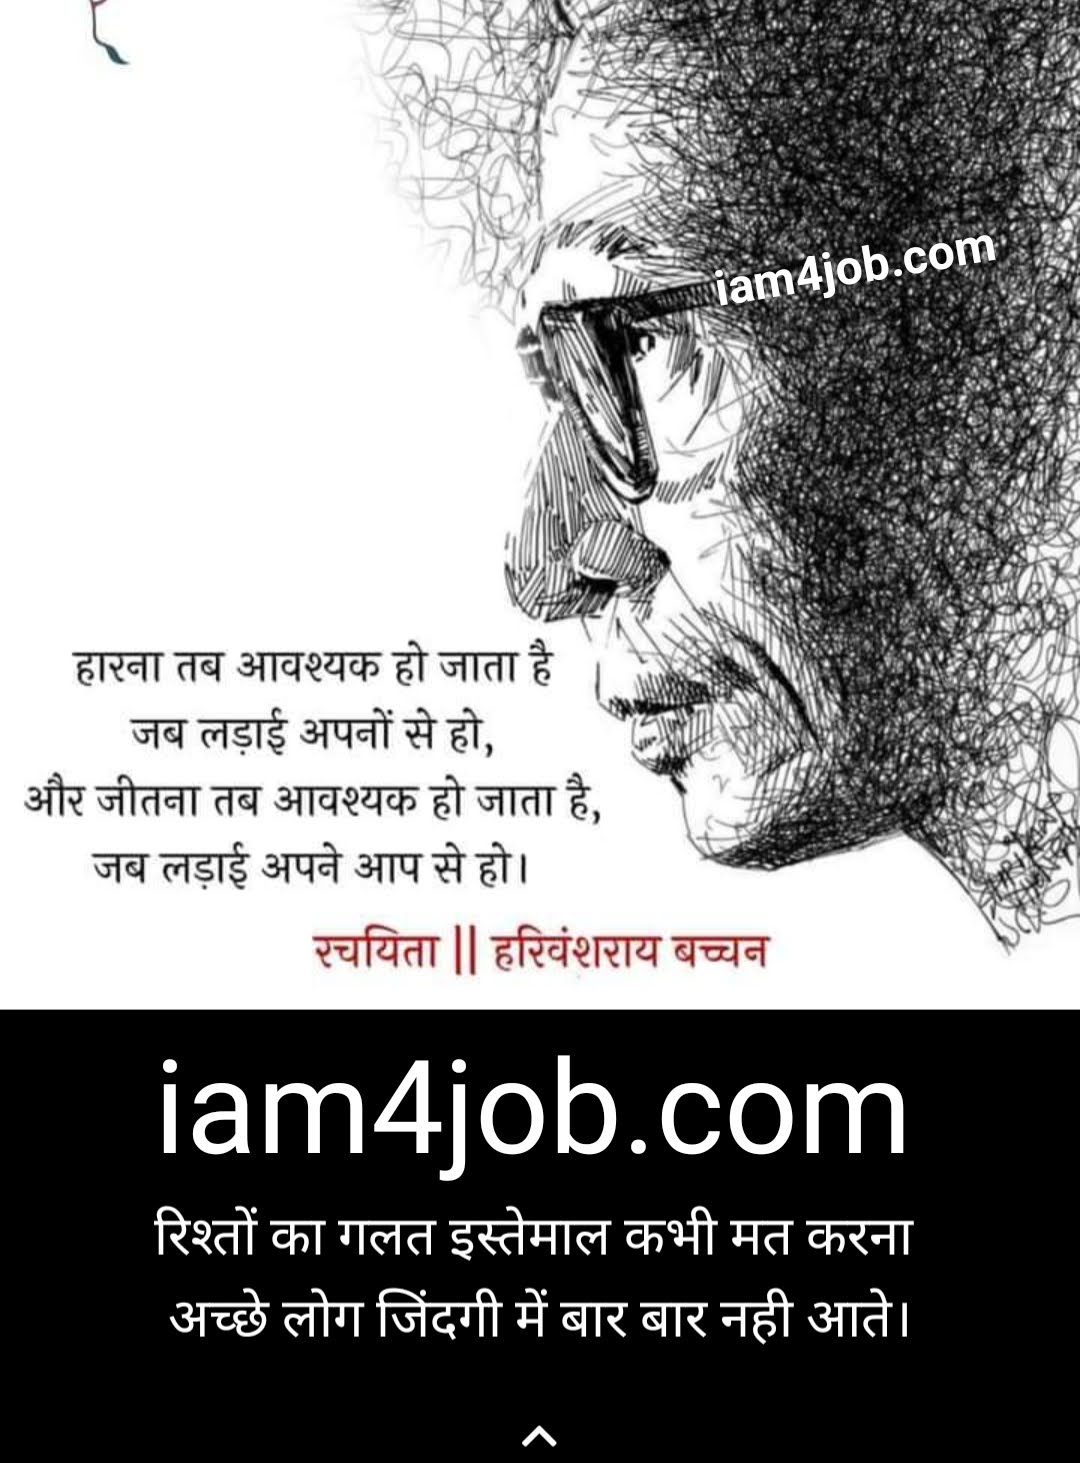 iam4job.com
हारना तब आवश्यक हो जाता है
जब लड़ाई अपनों से हो,
और जीतना तब आवश्यक हो जाता है,
जब लड़ाई अपने आप से हो।
रचयिता || हरिवंशराय बच्चन
iam4job.com
रिश्तों का गलत इस्तेमाल कभी मत करना
अच्छे लोग जिंदगी में बार बार नही आते।